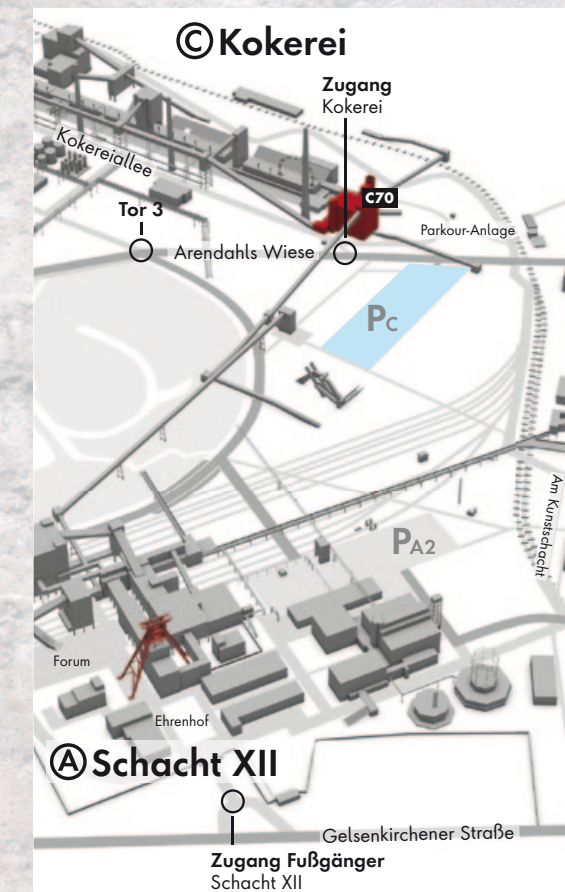 © Kokerei
Zugang
Kokerei
Kokereiallee
C70
Tor 3
Parkour-Anlage
Arendahls Wiese
PC
Am Kunstschacht
PA2
Forum
Ehrenhof
Ⓐ Schacht XII
Gelsenkirchener Straße
Zugang Fußgänger
Schacht XII